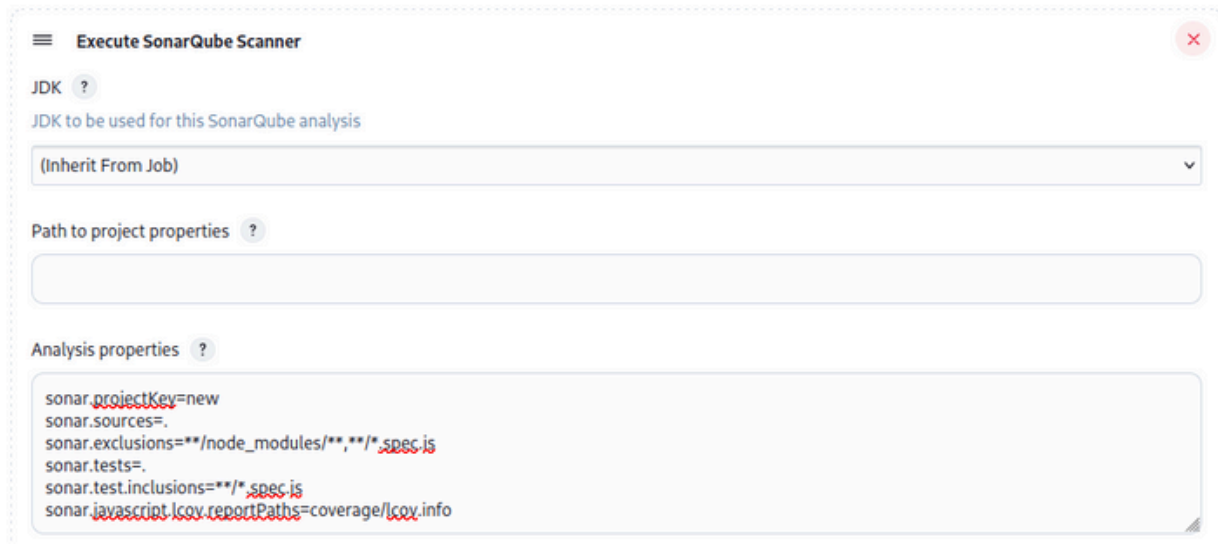 Execute SonarQube Scanner
JDK ?
JDK to be used for this SonarQube analysis
(Inherit From Job)
Path to project properties ?
Analysis properties ?
sonar.projectKey=new
sonar.sources=.
sonar.exclusions=**/node_modules/**,**/*.spec.js
sonar.tests=.
sonar.test.inclusions=**/*.spec.js
sonar.javascript.lcov.reportPaths=coverage/lcov.info